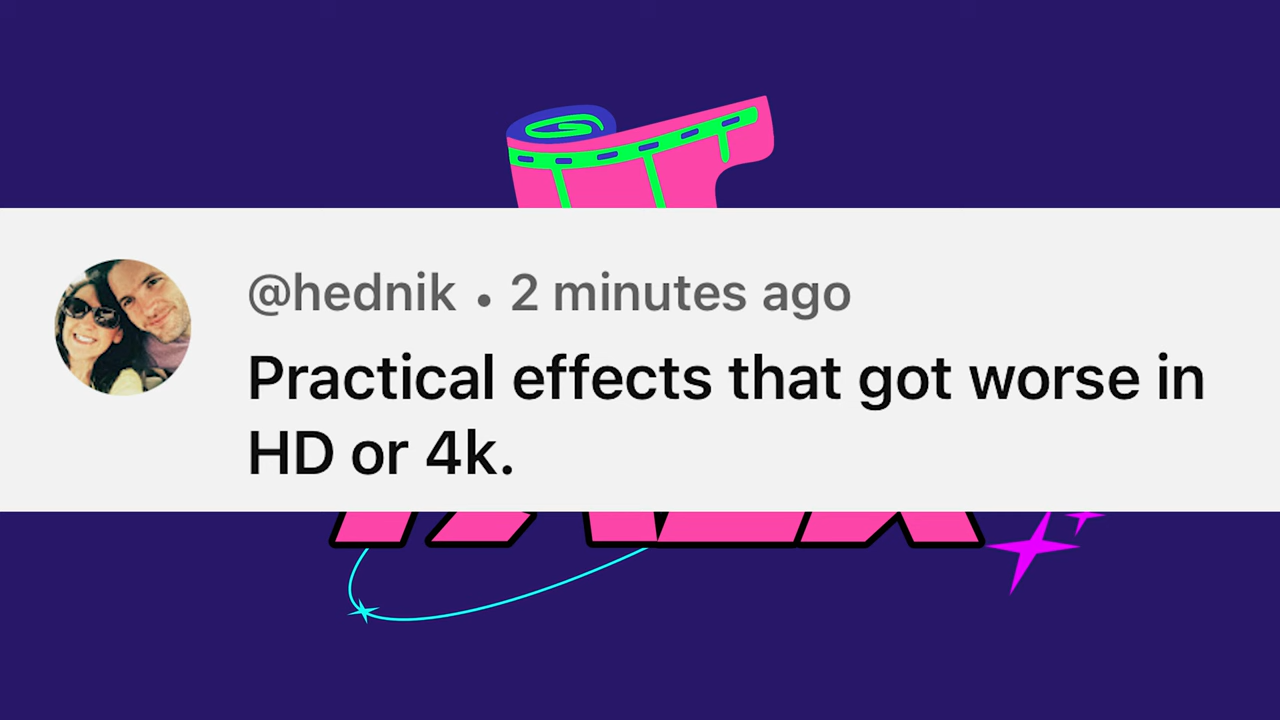 @hednik • 2 minutes ago
Practical effects that got worse in
HD or 4k.